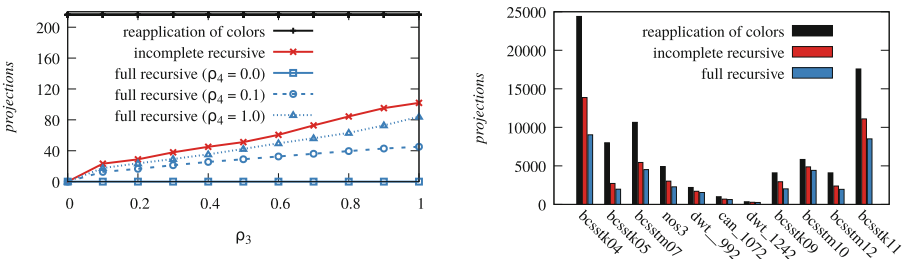 220
200
160
120
80
40
0
projections
reapplication of colors
incomplete recursive
full recursive (ρ4 = 0.0)
full recursive (ρ4 = 0.1)
full recursive (ρ4 = 1.0)
0 0.2 0.4 0.6 0.8 1
ρ3
25000
20000
15000
10000
5000
0
projections
reapplication of colors
incomplete recursive
full recursive
bcsstk04
bcsstk05
bcsstm07
nos3
dwt__992
can_1072
dwt_1242
bcsstk09
bcsstm10
bcsstm12
bcsstk11